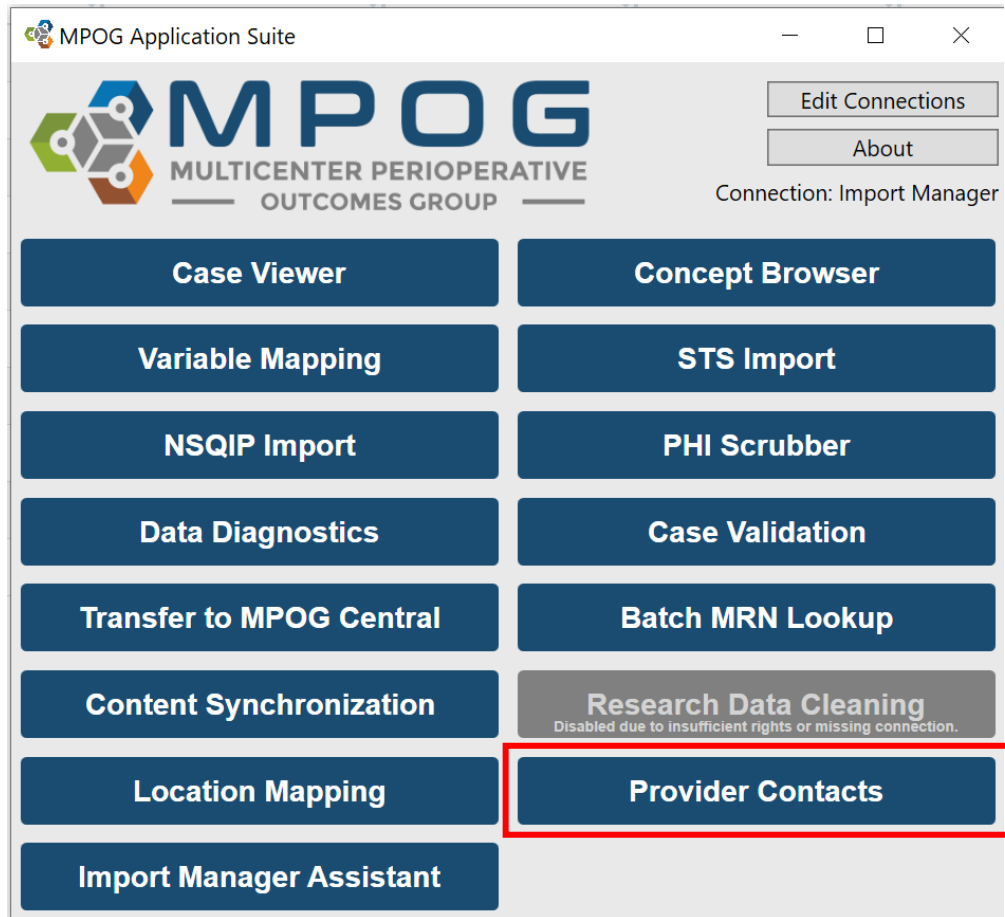 MPOG Application Suite
MPOG
MULTICENTER PERIOPERATIVE
OUTCOMES GROUP
Edit Connections
About
Connection: Import Manager
Case Viewer
Concept Browser
Variable Mapping
STS Import
NSQIP Import
PHI Scrubber
Data Diagnostics
Case Validation
Transfer to MPOG Central
Batch MRN Lookup
Content Synchronization
Research Data Cleaning
Disabled due to insufficient rights or missing connection.
Location Mapping
Provider Contacts
Import Manager Assistant